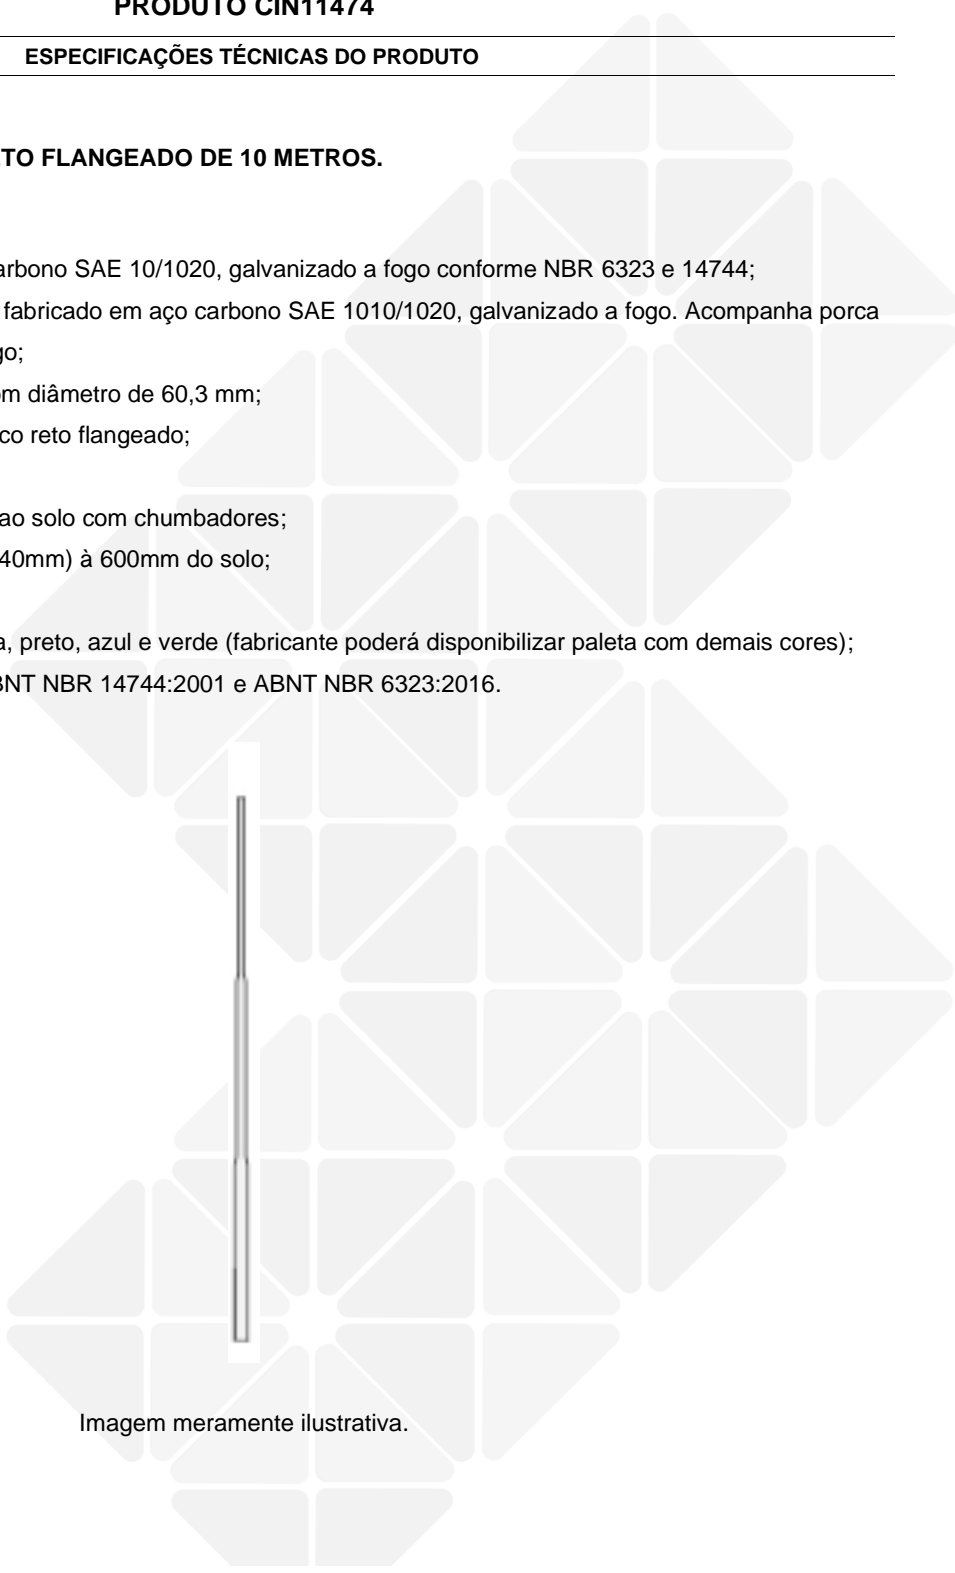 PRODUTO CIN11474
ESPECIFICAÇÕES TÉCNICAS DO PRODUTO
TO FLANGEADO DE 10 METROS.
arbono SAE 10/1020, galvanizado a fogo conforme NBR 6323 e 14744;
fabricado em aço carbono SAE 1010/1020, galvanizado a fogo. Acompanha porca
go;
om diâmetro de 60,3 mm;
co reto flangeado;
ao solo com chumbadores;
40mm) à 600mm do solo;
a, preto, azul e verde (fabricante poderá disponibilizar paleta com demais cores);
BNT NBR 14744:2001 e ABNT NBR 6323:2016.
Imagem meramente ilustrativa.